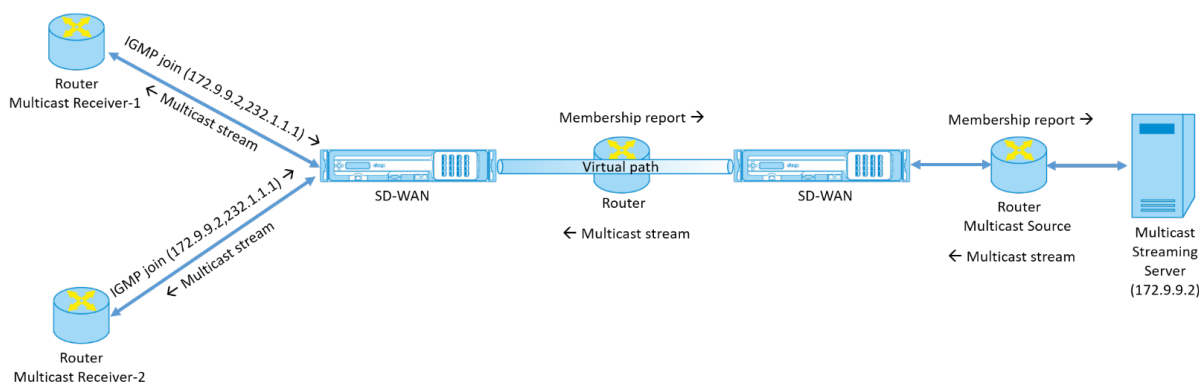 IGMP join (172.9.9.2,232.1.1.1) →
← Multicast stream
Router
Multicast Receiver-1
IGMP join (172.9.9.2,232.1.1.1) →
← Multicast stream
Router
Multicast Receiver-2
SD-WAN
Membership report →
Virtual path
Router
← Multicast stream
SD-WAN
Membership report →
Router
Multicast Source
← Multicast stream
Multicast
Streaming
Server
(172.9.9.2)